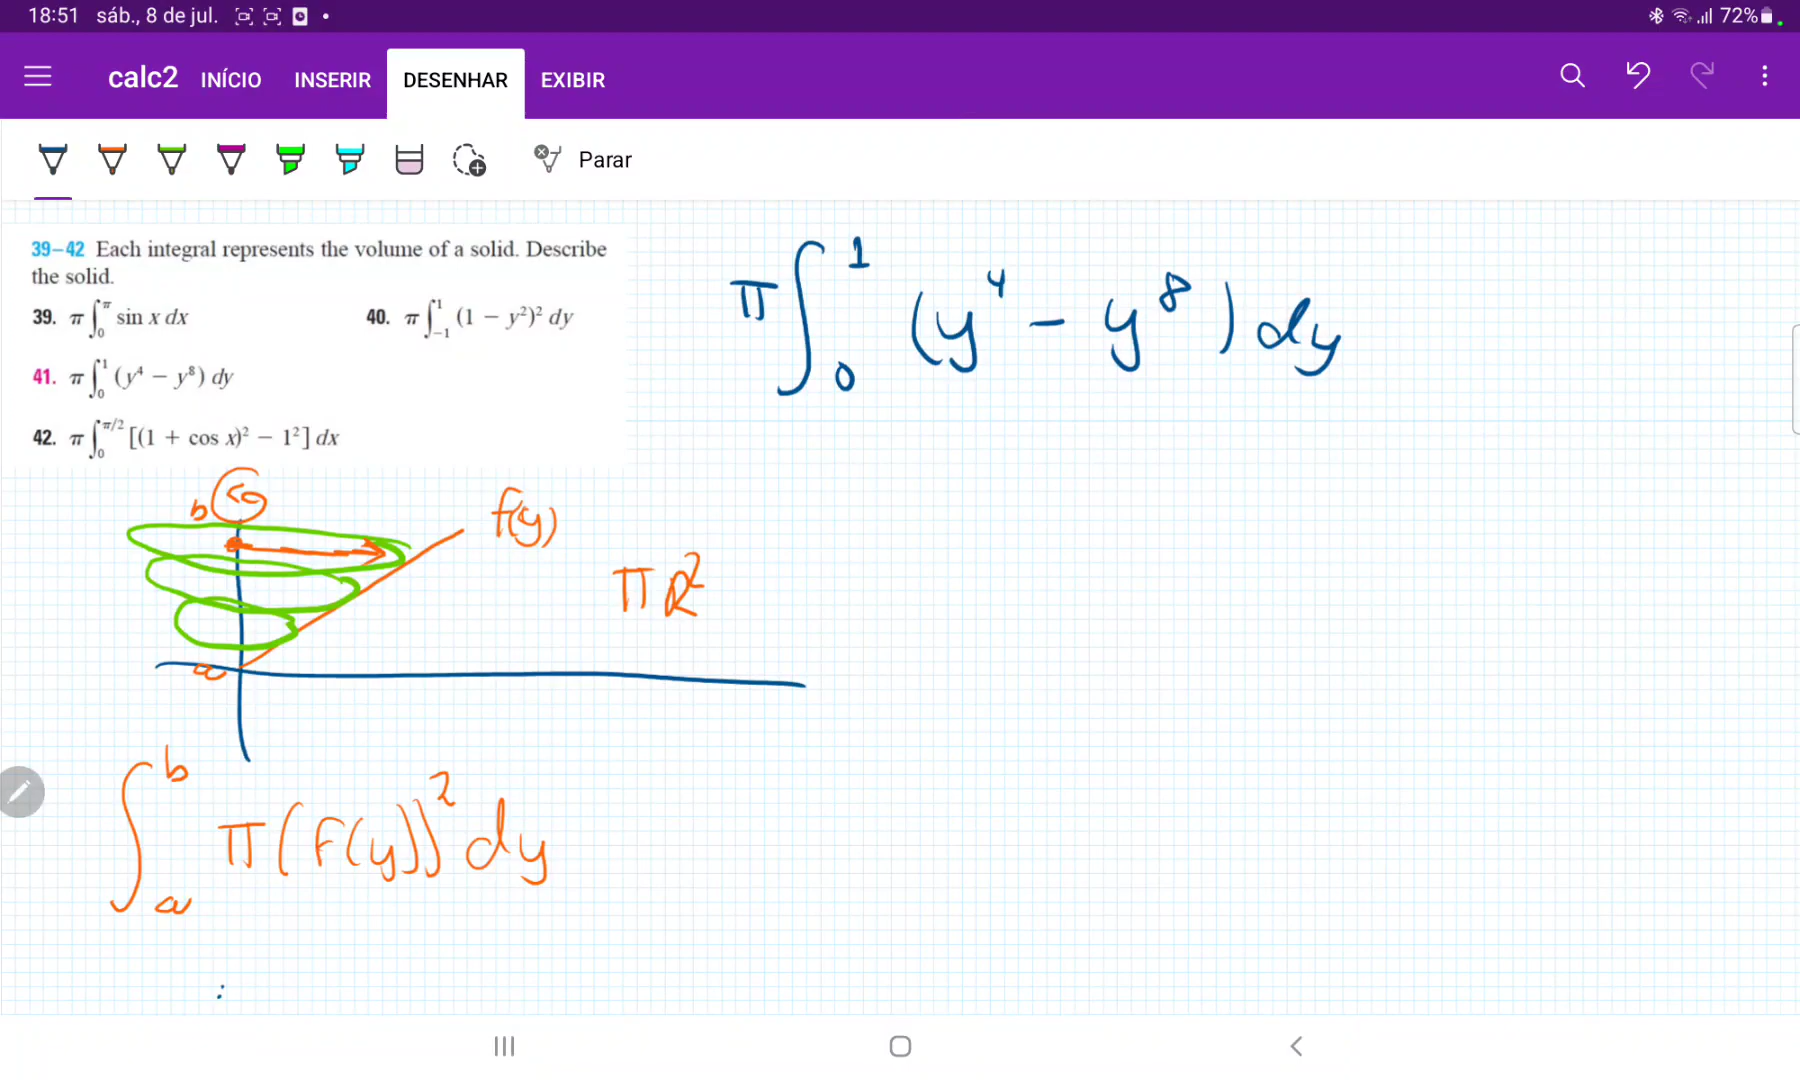 18:51 sáb., 8 de jul. 72%
calc2 INÍCIO INSERIR DESENHAR EXIBIR
Parar
39–42 Each integral represents the volume of a solid. Describe
the solid.
39. π ∫₀^π sin x dx 40. π ∫₋₁¹ (1 − y²)² dy
41. π ∫₀¹ (y⁴ − y⁸) dy
42. π ∫₀^(π/2) [(1 + cos x)² − 1²] dx
π ∫₀¹ (y⁴ − y⁸) dy
b
f(y)
πR²
a
∫ₐᵇ π(f(y))² dy